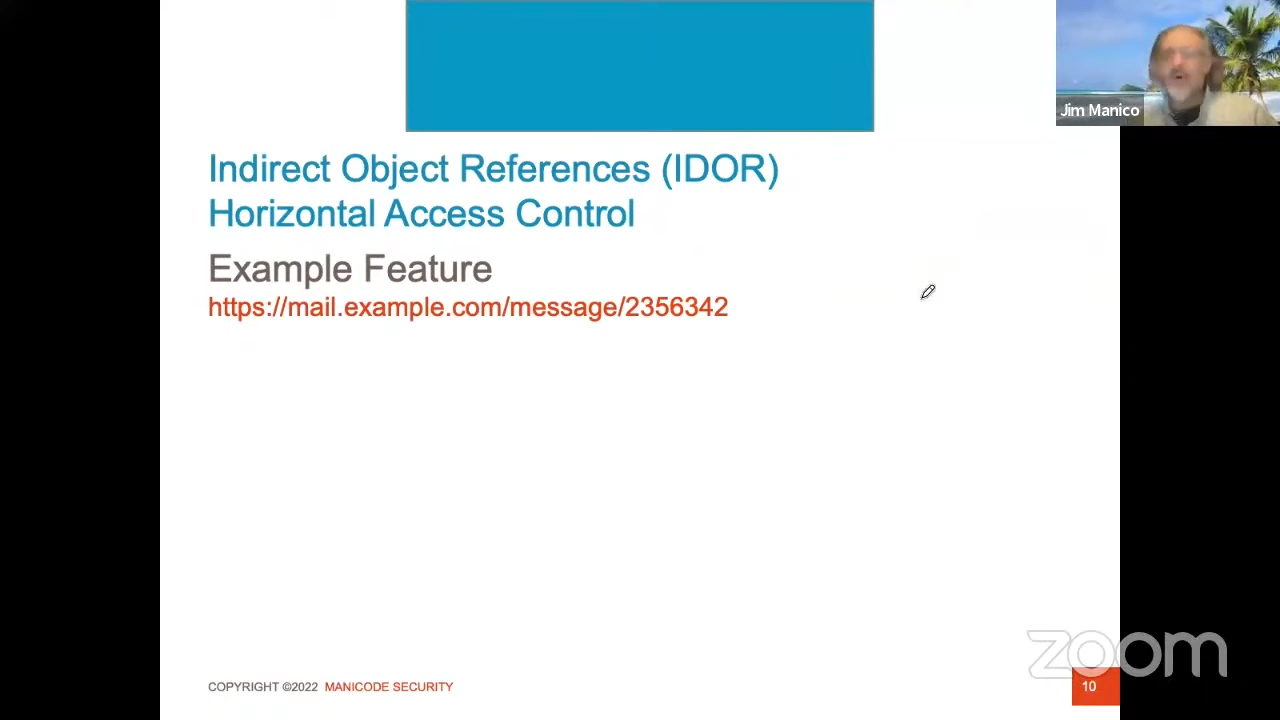 Jim Manico
Indirect Object References (IDOR)
Horizontal Access Control
Example Feature
https://mail.example.com/message/2356342
zoom
COPYRIGHT ©2022 MANICODE SECURITY
10